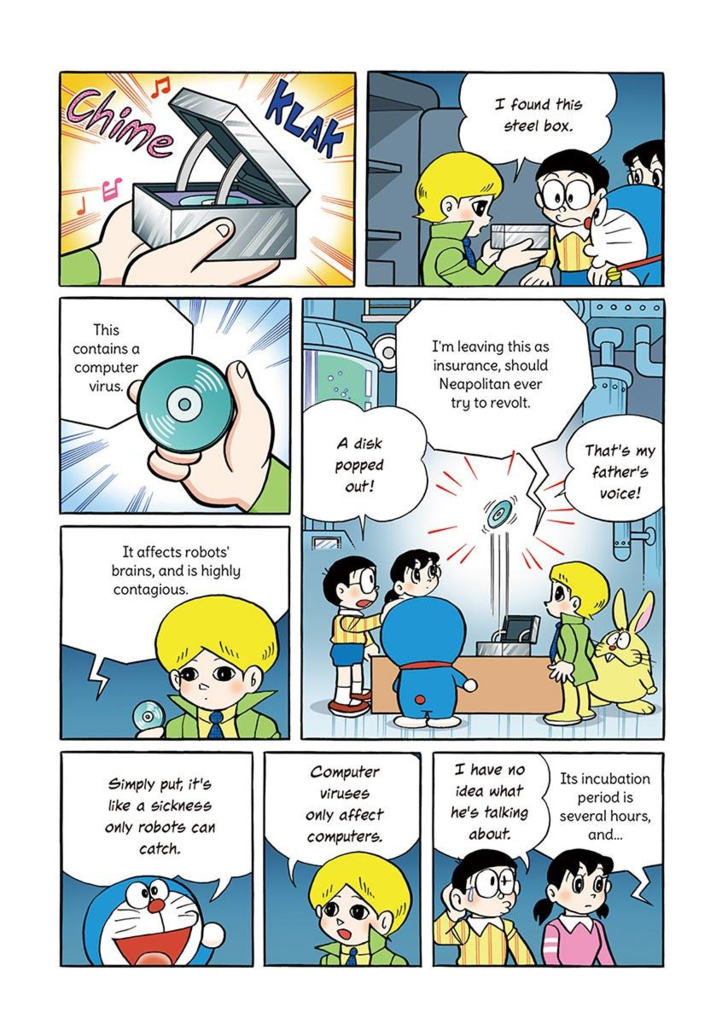 I found this
steel box.
Chime
KLAK
I'm leaving this as
insurance, should
Neapolitan ever
try to revolt.
That's my
father's
voice!
A disk
popped
out!
This
contains a
computer
virus.
It affects robots'
brains, and is highly
contagious.
Its incubation
period is
several hours,
and...
I have no
idea what
he's talking
about.
Computer
viruses
only affect
computers.
Simply put, it's
like a sickness
only robots can
catch.